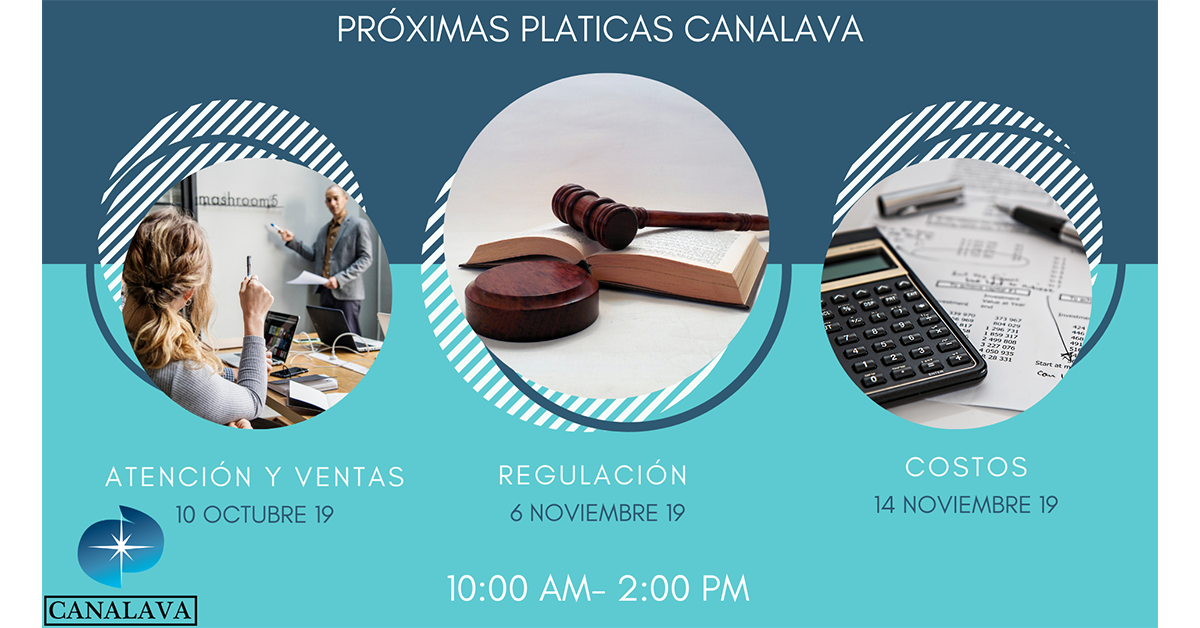 PRÓXIMAS PLATICAS CANALAVA
mashroom5
ATENCIÓN Y VENTAS
10 OCTUBRE 19
REGULACIÓN
6 NOVIEMBRE 19
COSTOS
14 NOVIEMBRE 19
10:00 AM- 2:00 PM
CANALAVA